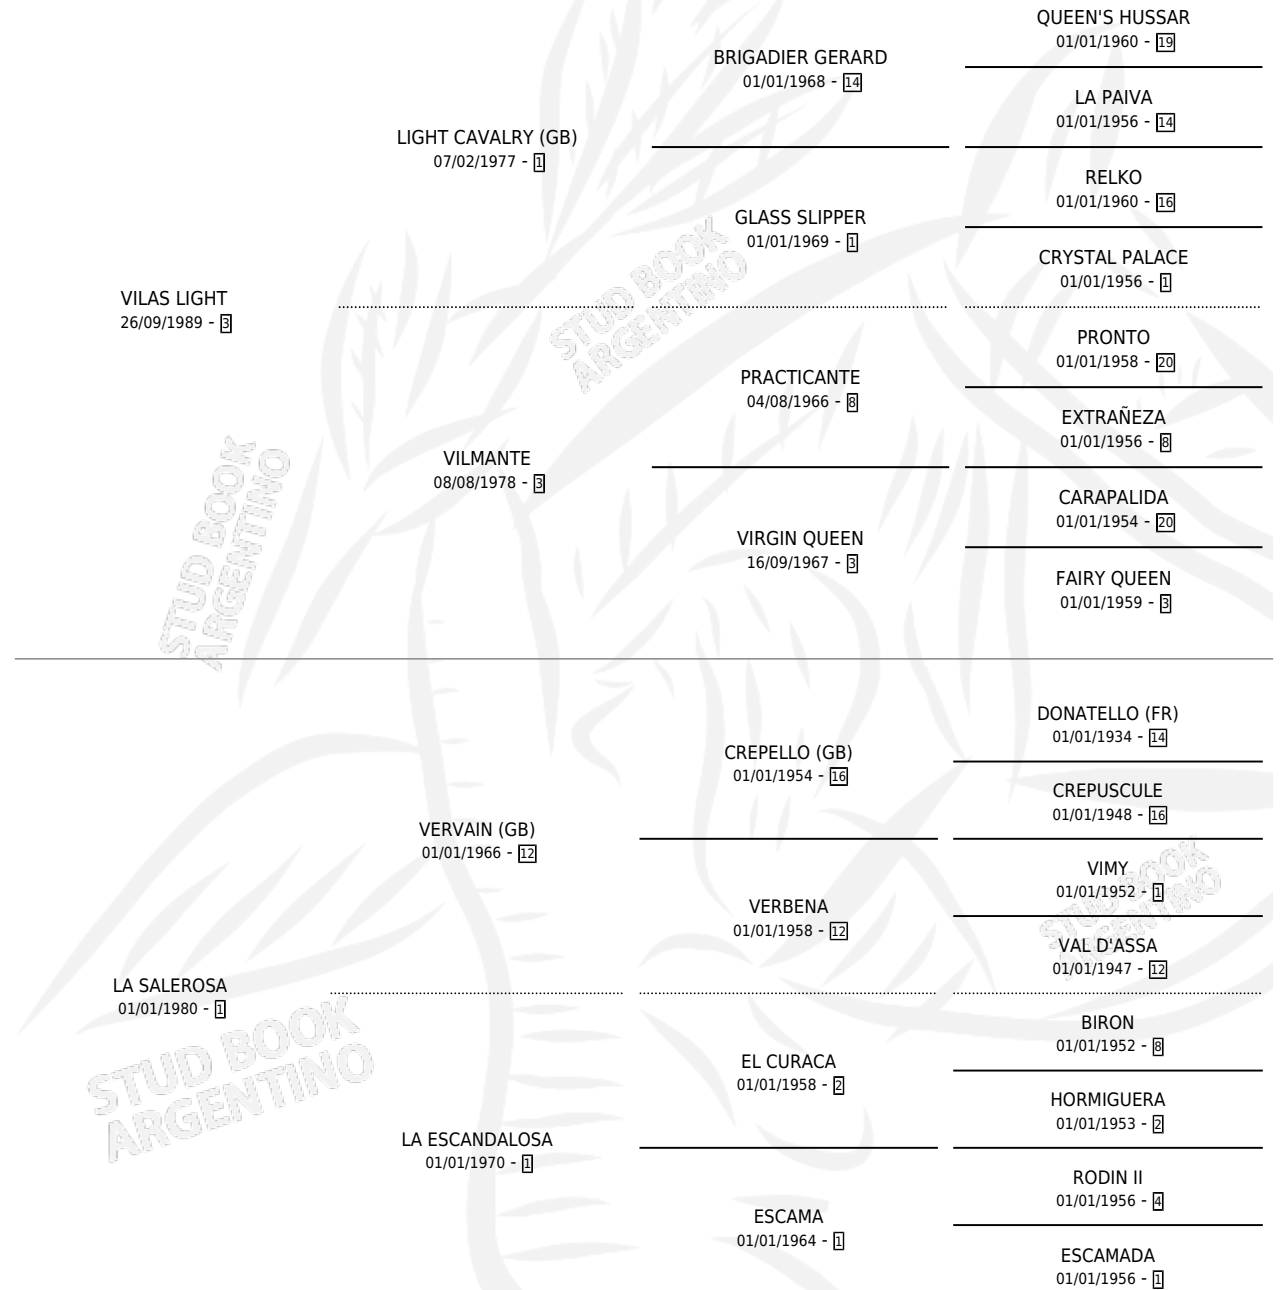 QUEEN'S HUSSAR
01/01/1960 - 19
BRIGADIER GERARD
01/01/1968 - 14
LA PAIVA
01/01/1956 - 14
LIGHT CAVALRY (GB)
07/02/1977 - 1
RELKO
01/01/1960 - 16
GLASS SLIPPER
01/01/1969 - 1
CRYSTAL PALACE
01/01/1956 - 1
VILAS LIGHT
26/09/1989 - 3
PRONTO
01/01/1958 - 20
PRACTICANTE
04/08/1966 - 8
EXTRAÑEZA
01/01/1956 - 8
VILMANTE
08/08/1978 - 3
CARAPALIDA
01/01/1954 - 20
VIRGIN QUEEN
16/09/1967 - 3
FAIRY QUEEN
01/01/1959 - 3
STUD BOOK
ARGENTINO
STUD BOOK
ARGENTINO
DONATELLO (FR)
01/01/1934 - 14
CREPELLO (GB)
01/01/1954 - 16
CREPUSCULE
01/01/1948 - 16
VERVAIN (GB)
01/01/1966 - 12
VIMY
01/01/1952 - 1
VERBENA
01/01/1958 - 12
VAL D'ASSA
01/01/1947 - 12
LA SALEROSA
01/01/1980 - 1
BIRON
01/01/1952 - 8
EL CURACA
01/01/1958 - 2
HORMIGUERA
01/01/1953 - 2
LA ESCANDALOSA
01/01/1970 - 1
RODIN II
01/01/1956 - 4
ESCAMA
01/01/1964 - 1
ESCAMADA
01/01/1956 - 1
STUD BOOK
ARGENTINO
STUD BOOK
ARGENTINO